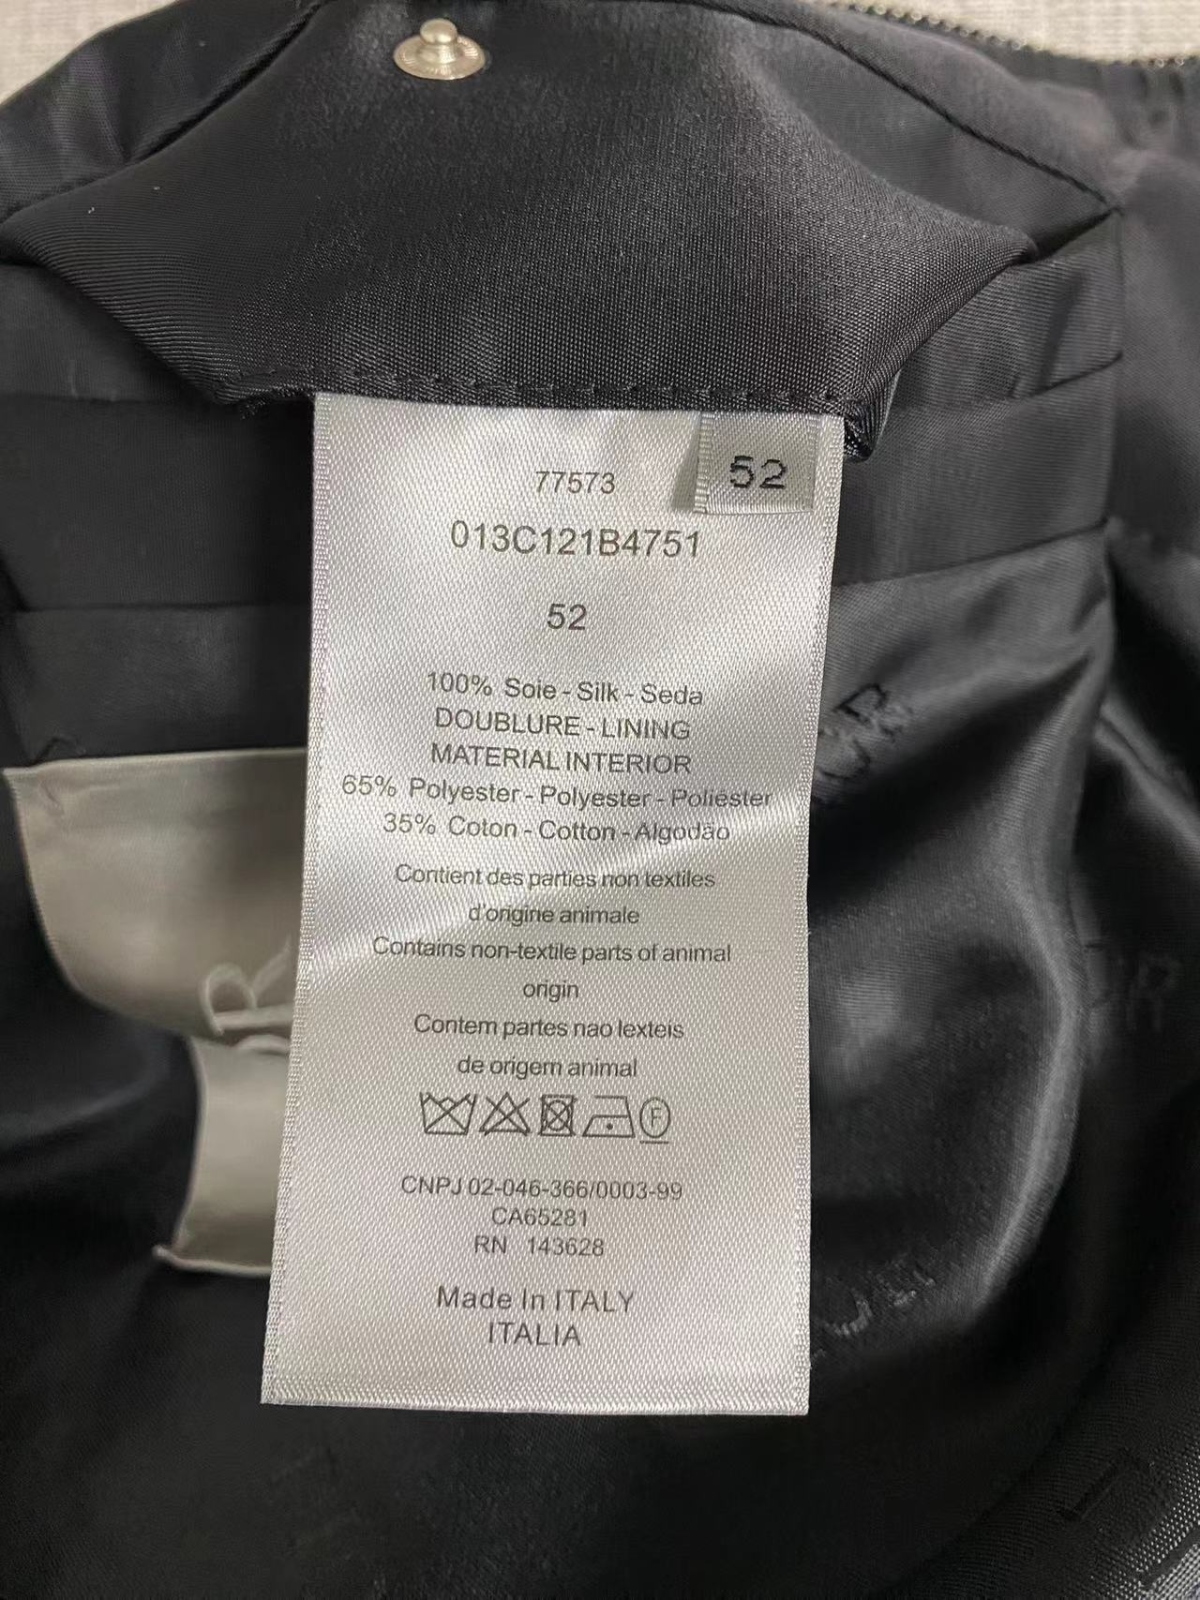 77573
52
013C121B4751
52
100% Soie - Silk - Seda
DOUBLURE - LINING
MATERIAL INTERIOR
65% Polyester - Polyester - Poliéster
35% Coton - Cotton - Algodão
Contient des parties non textiles
d'origine animale
Contains non-textile parts of animal
origin
Contem partes nao lexteis
de origem animal
F
CNPJ 02-046-366/0003-99
CA65281
RN 143628
Made In ITALY
ITALIA